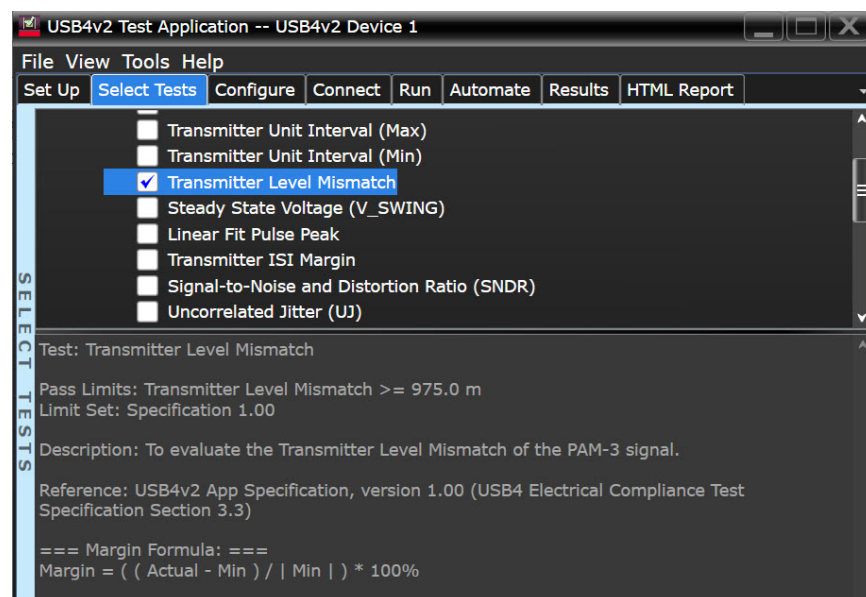 USB4v2 Test Application -- USB4v2 Device 1
File View Tools Help
Set Up Select Tests Configure Connect Run Automate Results HTML Report
Transmitter Unit Interval (Max)
Transmitter Unit Interval (Min)
Transmitter Level Mismatch
Steady State Voltage (V_SWING)
Linear Fit Pulse Peak
Transmitter ISI Margin
Signal-to-Noise and Distortion Ratio (SNDR)
Uncorrelated Jitter (UJ)
SELECT TESTS
Test: Transmitter Level Mismatch
Pass Limits: Transmitter Level Mismatch >= 975.0 m
Limit Set: Specification 1.00
Description: To evaluate the Transmitter Level Mismatch of the PAM-3 signal.
Reference: USB4v2 App Specification, version 1.00 (USB4 Electrical Compliance Test
Specification Section 3.3)
=== Margin Formula: ===
Margin = ( ( Actual - Min ) / | Min | ) * 100%